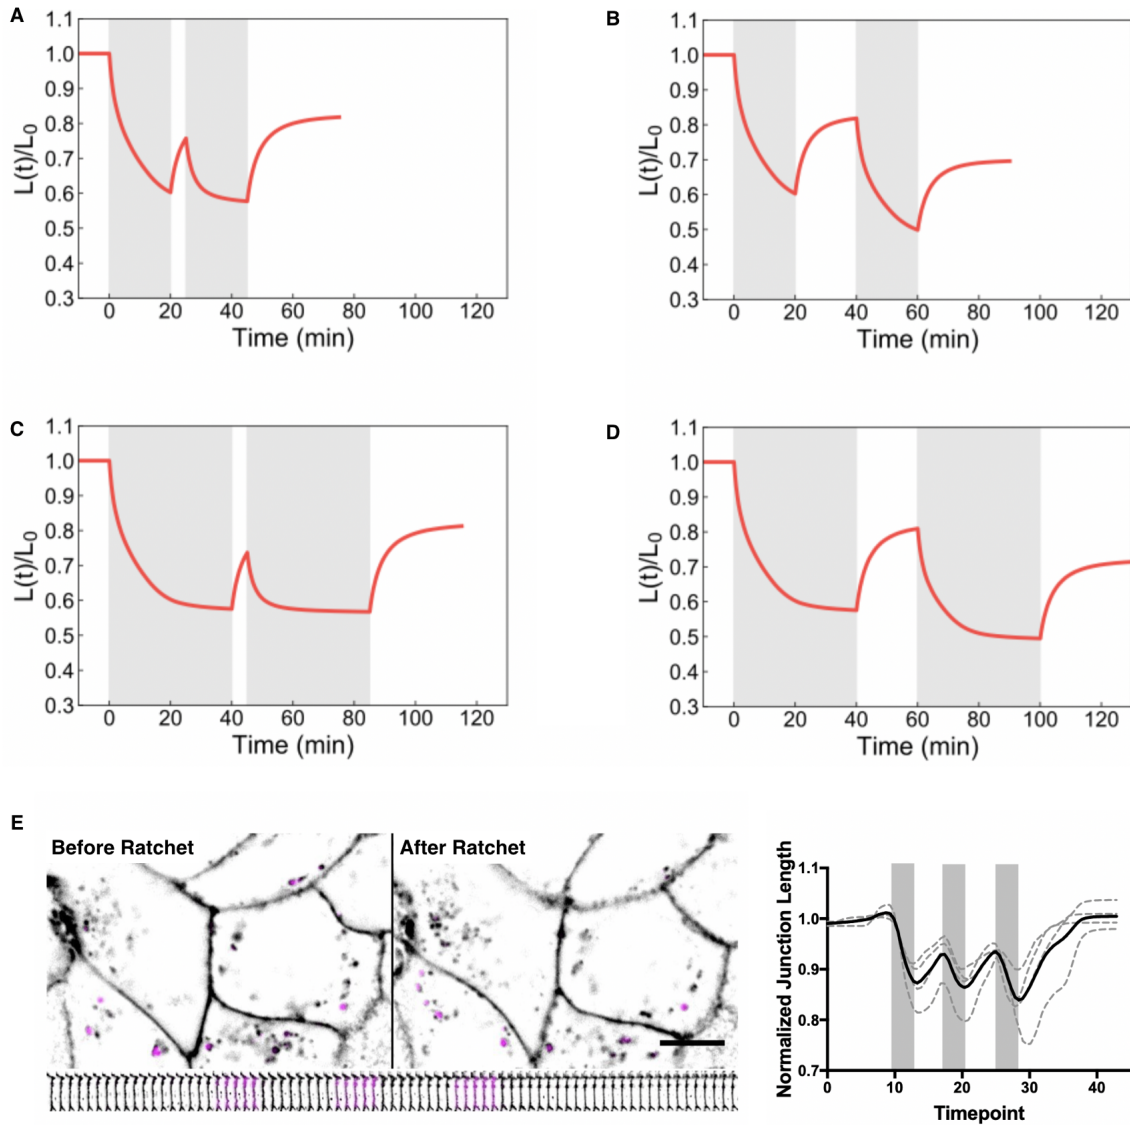 A
1.1
1.0
0.9
0.8
0.7
0.6
0.5
0.4
0.3
L(t)/L0
0 20 40 60 80 100 120
Time (min)
B
1.1
1.0
0.9
0.8
0.7
0.6
0.5
0.4
0.3
L(t)/L0
0 20 40 60 80 100 120
Time (min)
C
1.1
1.0
0.9
0.8
0.7
0.6
0.5
0.4
0.3
L(t)/L0
0 20 40 60 80 100 120
Time (min)
D
1.1
1.0
0.9
0.8
0.7
0.6
0.5
0.4
0.3
L(t)/L0
0 20 40 60 80 100 120
Time (min)
E
Before Ratchet
After Ratchet
Normalized Junction Length
1.1
1.0
0.9
0.8
0.7
0 10 20 30 40
Timepoint